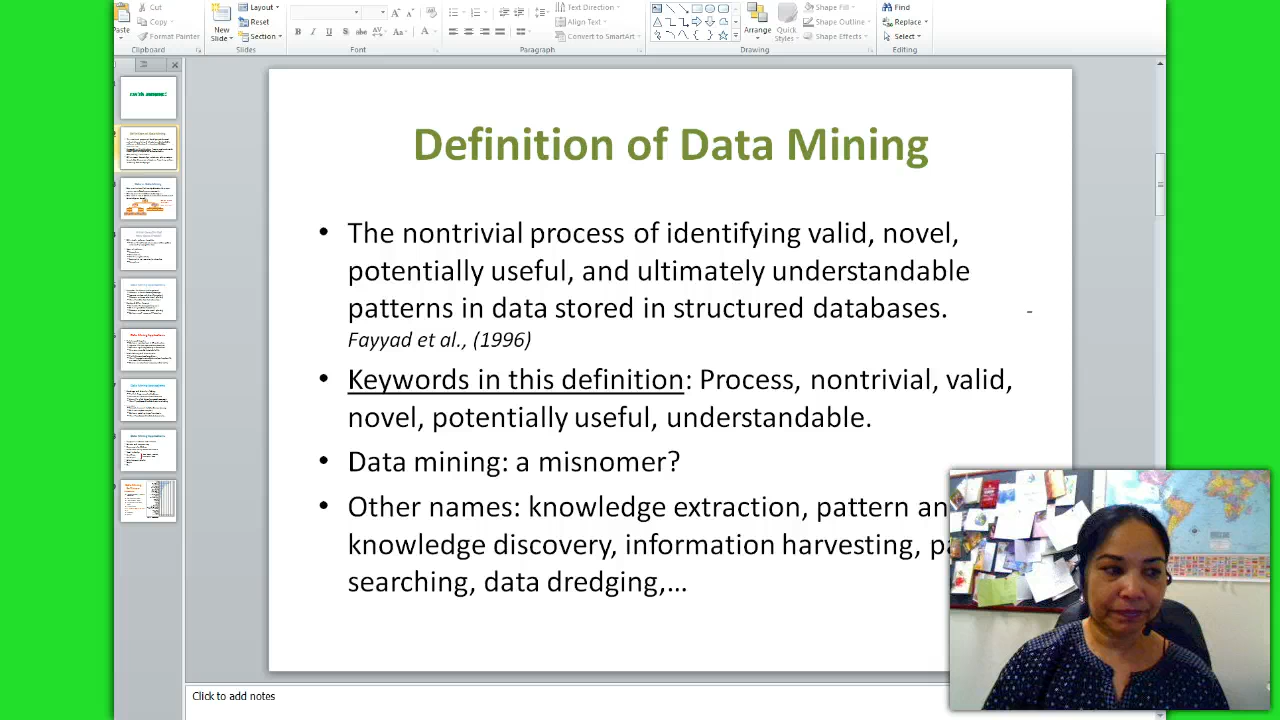 Cut
Layout
Shape Fill
Find
Copy
Reset
Text Direction
Align Text
Shape Outline
Replace
Paste
Format Painter
New
Slide
Section
Convert to SmartArt
Arrange
Quick
Styles
Shape Effects
Select
Clipboard
Slides
Font
Paragraph
Drawing
Editing
Definition of Data Mining
• The nontrivial process of identifying valid, novel,
potentially useful, and ultimately understandable
patterns in data stored in structured databases.
Fayyad et al., (1996)
• Keywords in this definition: Process, nontrivial, valid,
novel, potentially useful, understandable.
• Data mining: a misnomer?
• Other names: knowledge extraction, pattern an
knowledge discovery, information harvesting, pa
searching, data dredging,...
Click to add notes